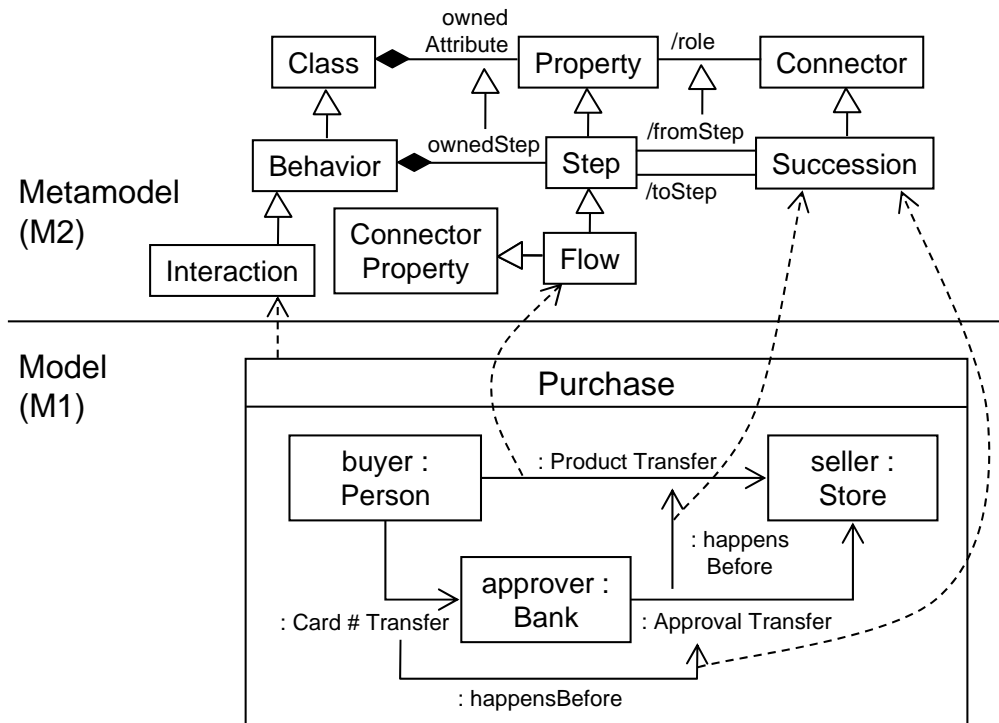 owned
Attribute
/role
Class
Property
Connector
ownedStep
/fromStep
Behavior
Step
Succession
/toStep
Metamodel
(M2)
Connector
Property
Interaction
Flow
Model
(M1)
Purchase
buyer :
Person
: Product Transfer
seller :
Store
: happens
Before
approver :
Bank
: Card # Transfer
: Approval Transfer
: happensBefore